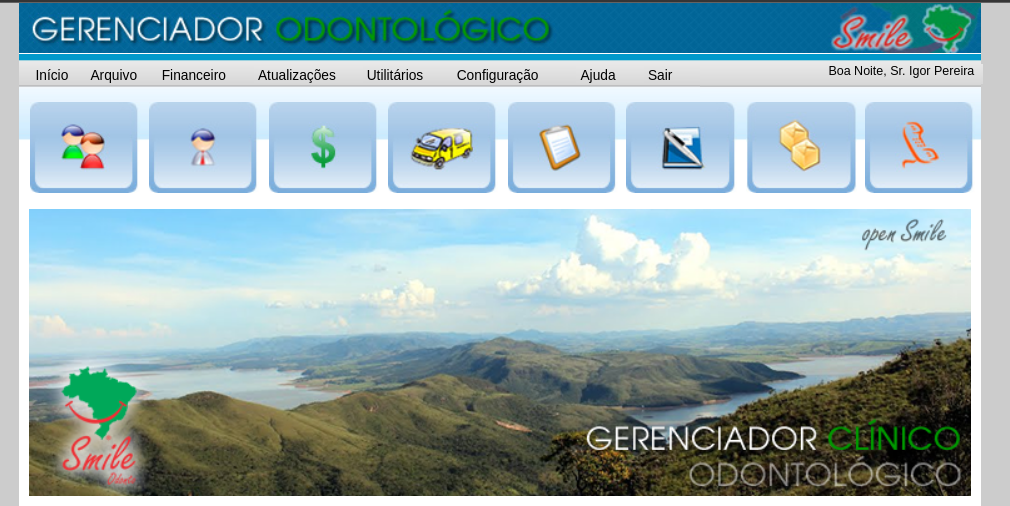 GERENCIADOR ODONTOLÓGICO
Smile
Início Arquivo Financeiro Atualizações Utilitários Configuração Ajuda Sair
Boa Noite, Sr. Igor Pereira
$
open Smile
Smile
Odonto
GERENCIADOR CLÍNICO
ODONTOLÓGICO